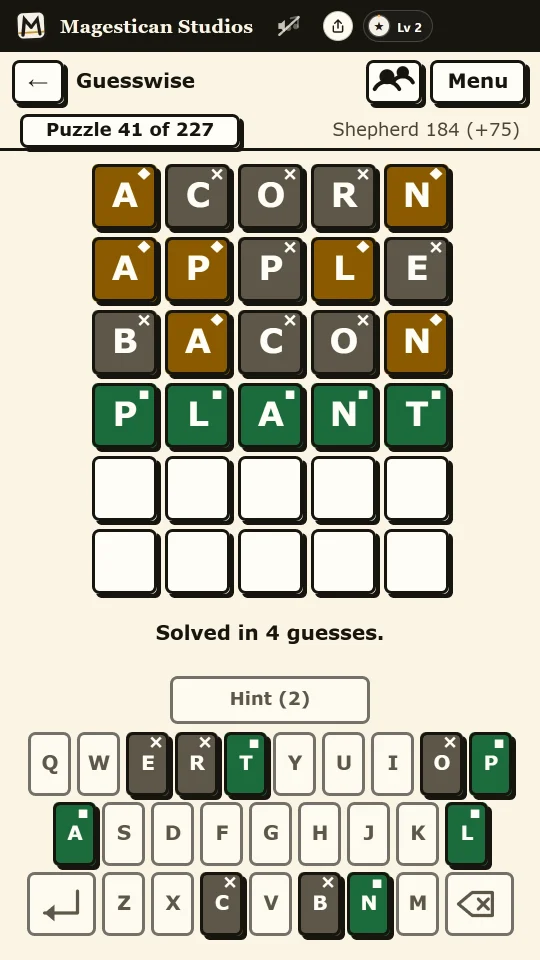 M Magestican Studios Lv 2
← Guesswise Menu
Puzzle 41 of 227 Shepherd 184 (+75)
A C O R N
A P P L E
B A C O N
P L A N T
Solved in 4 guesses.
Hint (2)
Q W E R T Y U I O P
A S D F G H J K L
Z X C V B N M